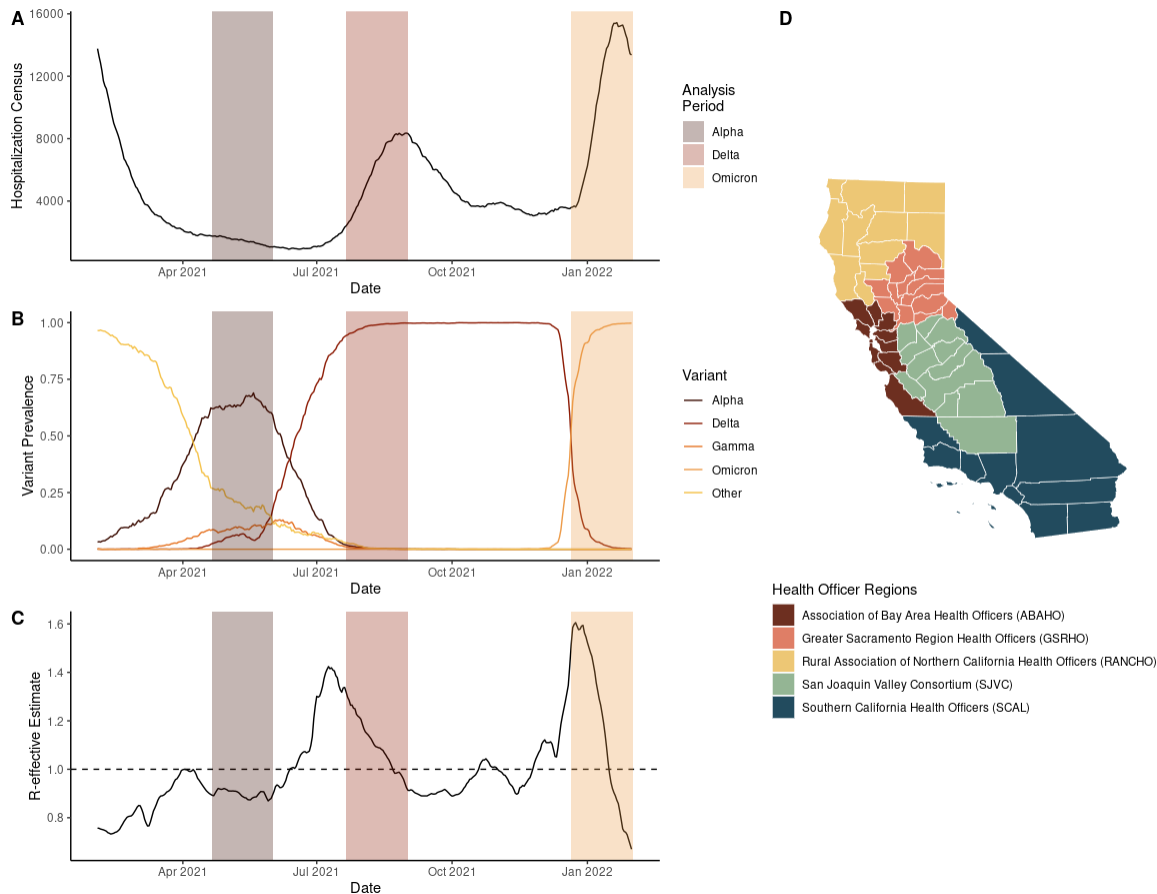 A
16000
12000
8000
4000
Hospitalization Census
Apr 2021
Jul 2021
Oct 2021
Jan 2022
Date
Analysis
Period
Alpha
Delta
Omicron
B
1.00
0.75
0.50
0.25
0.00
Variant Prevalence
Apr 2021
Jul 2021
Oct 2021
Jan 2022
Date
Variant
Alpha
Delta
Gamma
Omicron
Other
C
1.6
1.4
1.2
1.0
0.8
R-effective Estimate
Apr 2021
Jul 2021
Oct 2021
Jan 2022
Date
D
Health Officer Regions
Association of Bay Area Health Officers (ABAHO)
Greater Sacramento Region Health Officers (GSRHO)
Rural Association of Northern California Health Officers (RANCHO)
San Joaquin Valley Consortium (SJVC)
Southern California Health Officers (SCAL)